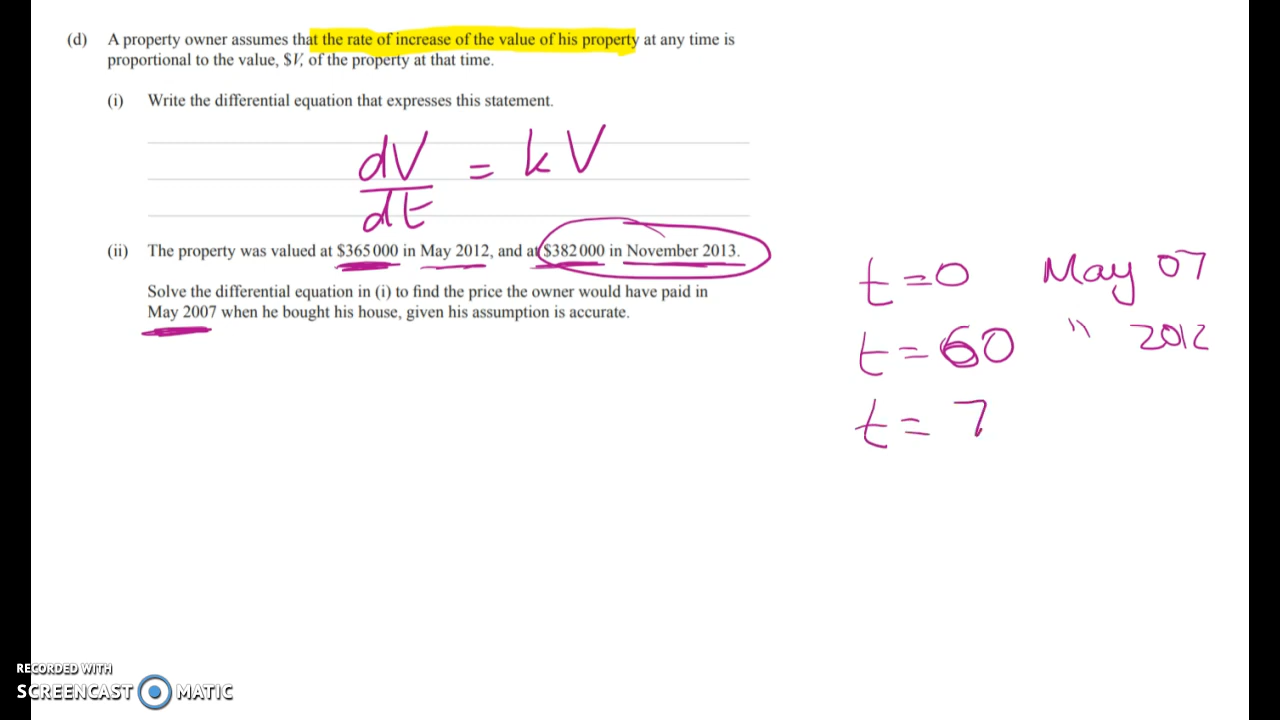 (d) A property owner assumes that the rate of increase of the value of his property at any time is
proportional to the value, $V, of the property at that time.
(i) Write the differential equation that expresses this statement.
dV/dt = kV
(ii) The property was valued at $365 000 in May 2012, and at $382 000 in November 2013.
Solve the differential equation in (i) to find the price the owner would have paid in
May 2007 when he bought his house, given his assumption is accurate.
t=0 May 07
t=60 " 2012
t= 7
RECORDED WITH
SCREENCAST MATIC